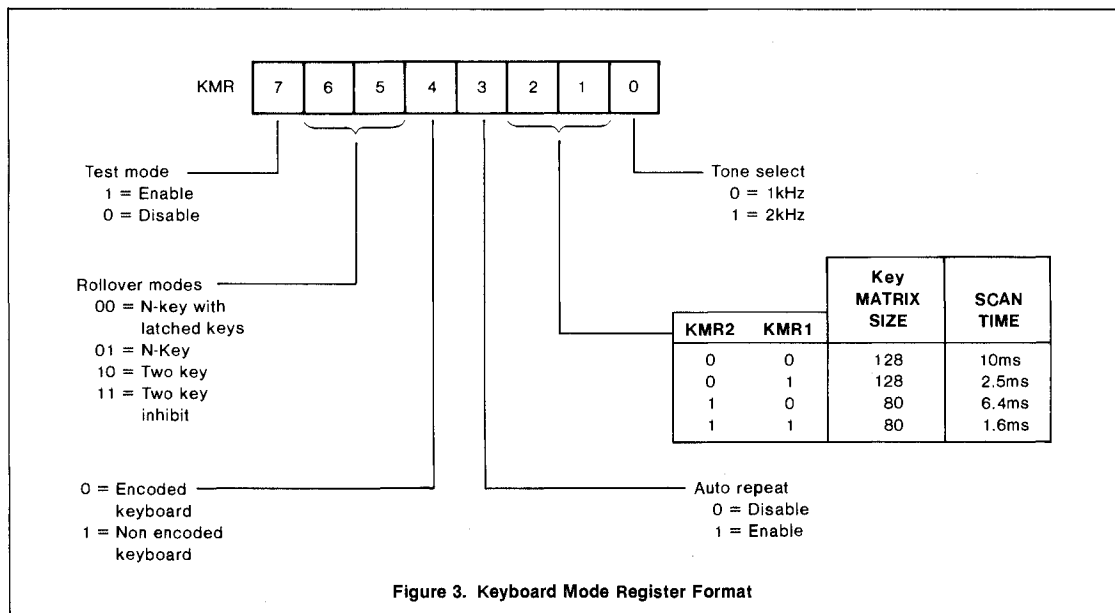 KMR 7 6 5 4 3 2 1 0
Test mode
1 = Enable
0 = Disable
Tone select
0 = 1kHz
1 = 2kHz
Rollover modes
00 = N-key with
latched keys
01 = N-Key
10 = Two key
11 = Two key
inhibit
KMR2 KMR1 Key MATRIX SIZE SCAN TIME
0 0 128 10ms
0 1 128 2.5ms
1 0 80 6.4ms
1 1 80 1.6ms
0 = Encoded
keyboard
1 = Non encoded
keyboard
Auto repeat
0 = Disable
1 = Enable
Figure 3. Keyboard Mode Register Format